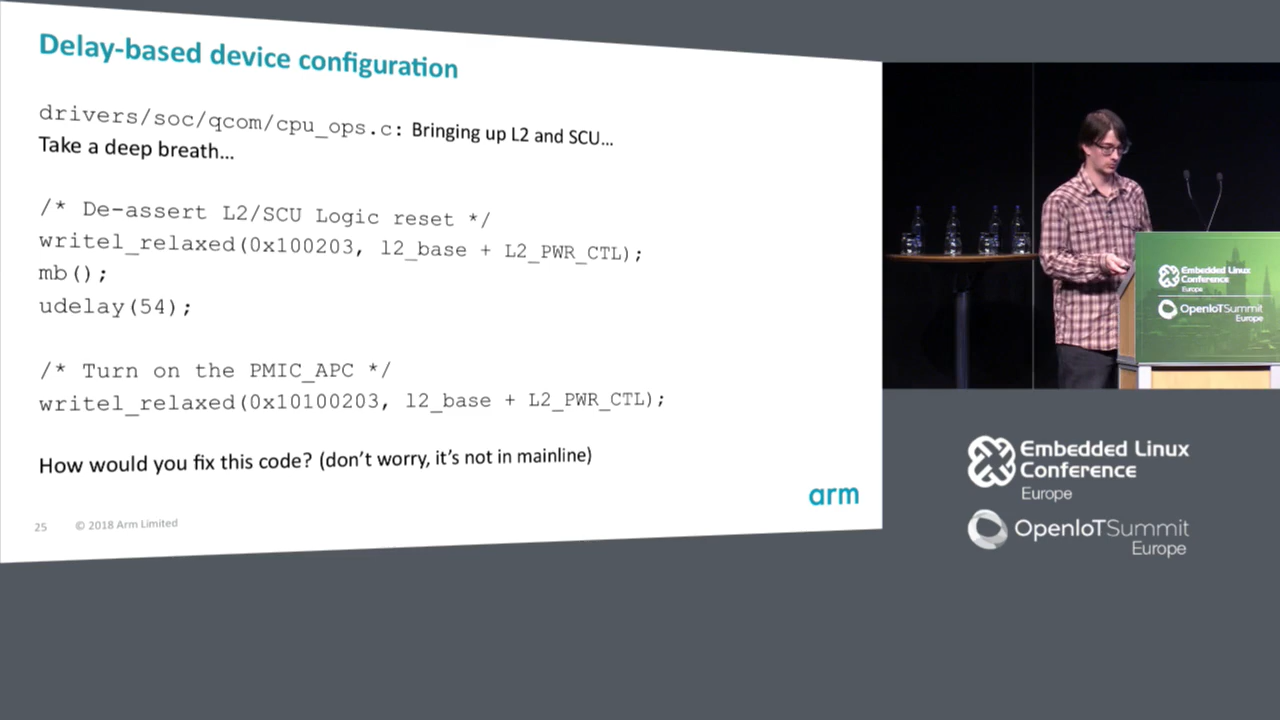 Delay-based device configuration
drivers/soc/qcom/cpu_ops.c: Bringing up L2 and SCU…
Take a deep breath…
/* De-assert L2/SCU Logic reset */
writel_relaxed(0x100203, l2_base + L2_PWR_CTL);
mb();
udelay(54);
/* Turn on the PMIC_APC */
writel_relaxed(0x10100203, l2_base + L2_PWR_CTL);
How would you fix this code? (don't worry, it's not in mainline)
arm
25 © 2018 Arm Limited
Embedded Linux
Conference
Europe
OpenIoTSummit
Europe
Embedded Linux
Conference
Europe
OpenIoTSummit
Europe